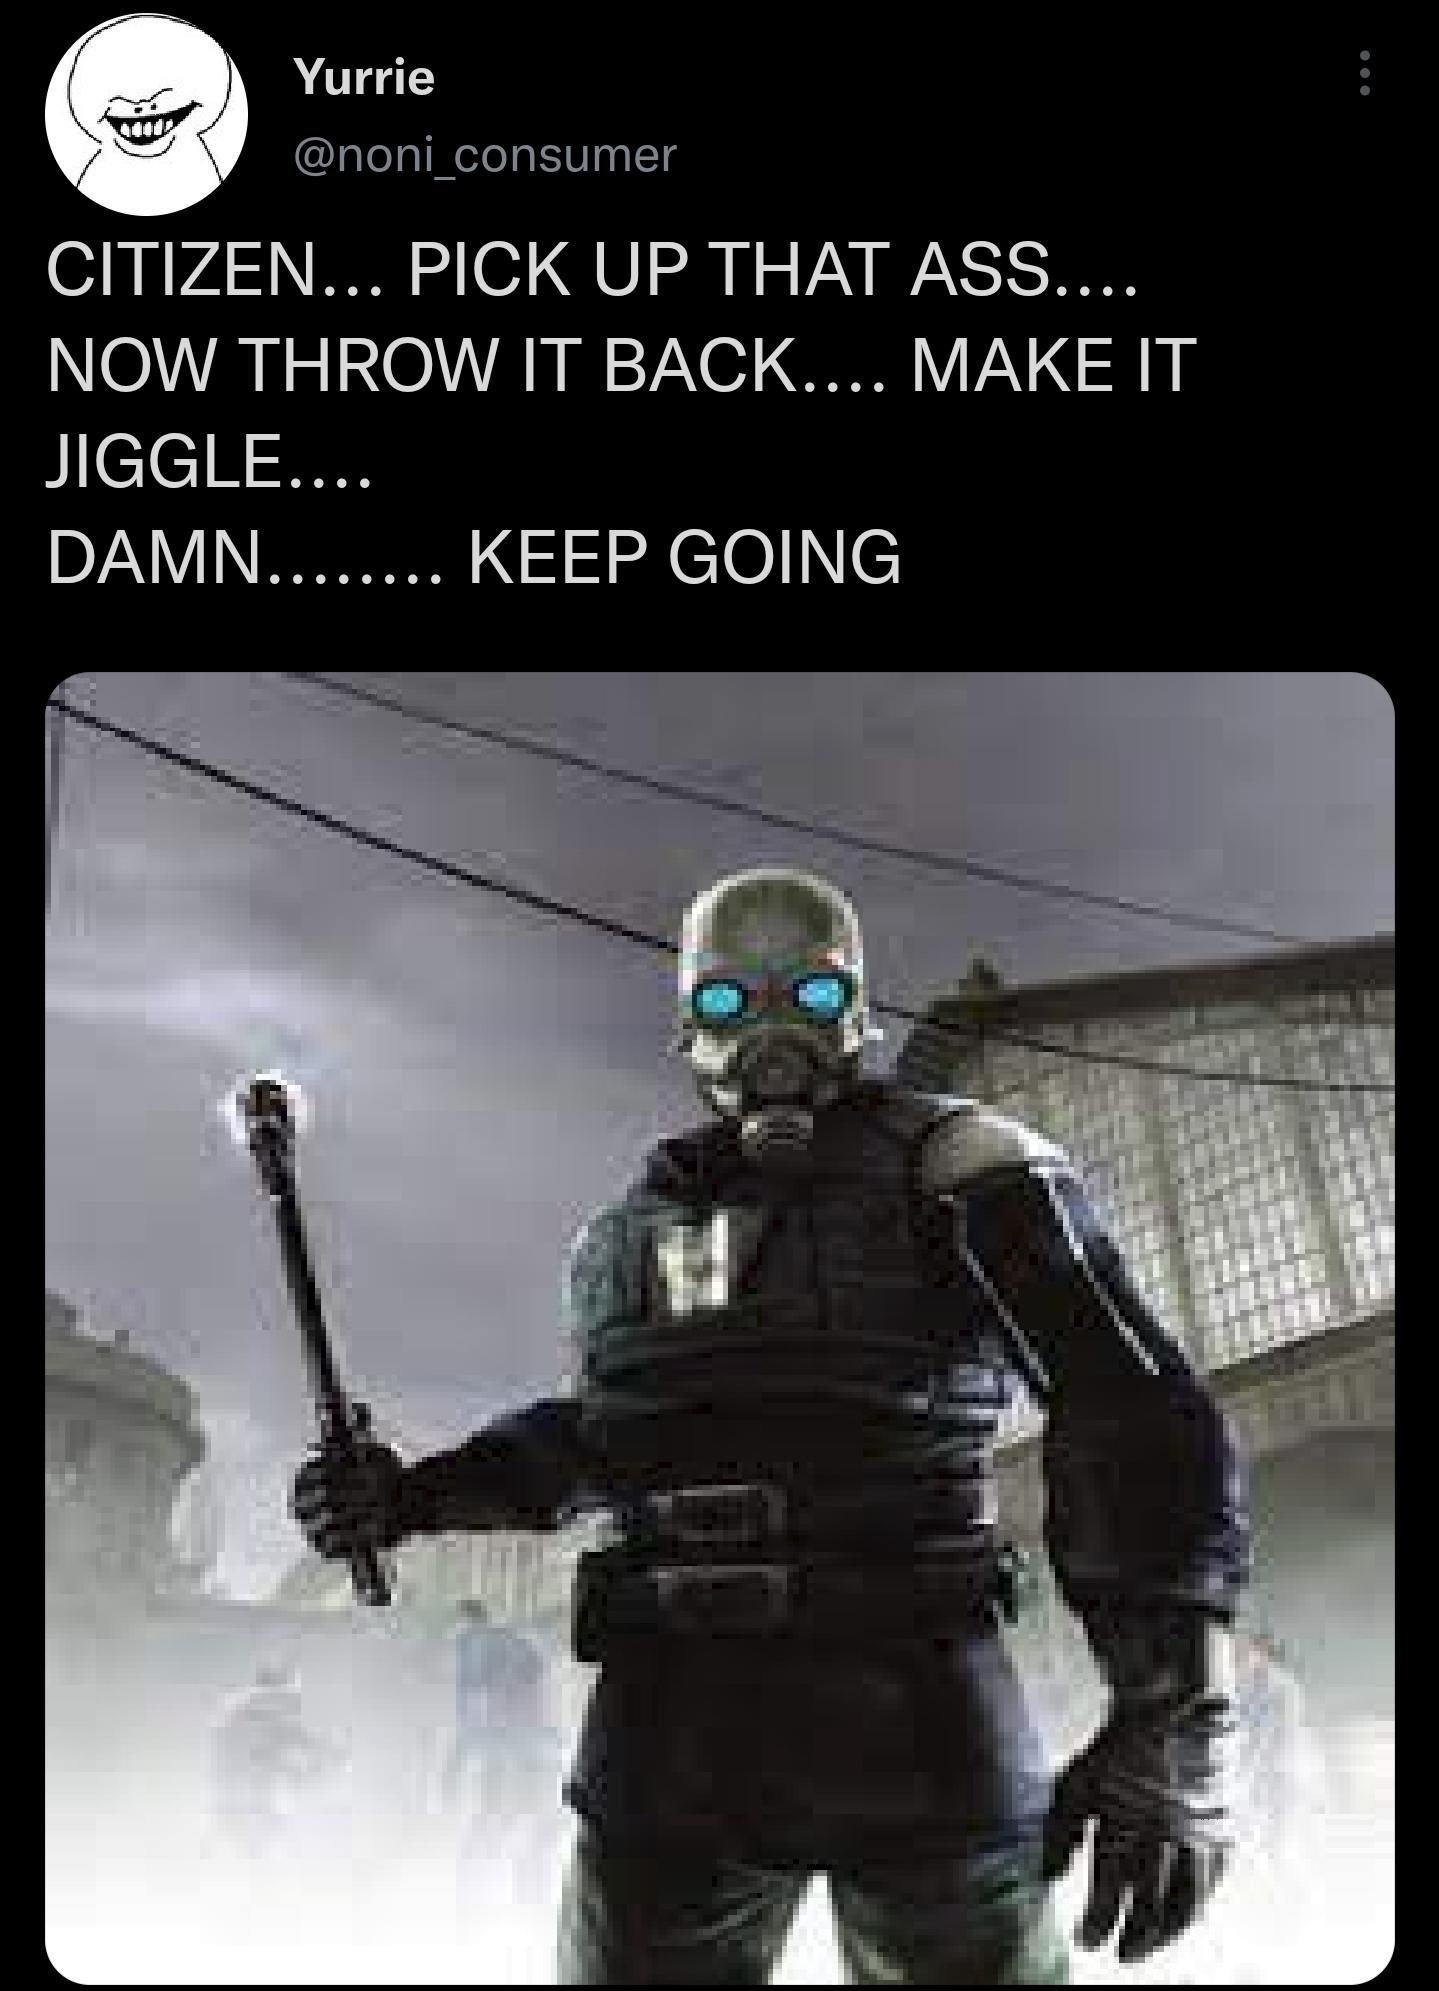 Yurrie
@noni_consumer
CITIZEN... PICK UP THAT ASS....
NOW THROW IT BACK.... MAKE IT
JIGGLE....
DAMN........ KEEP GOING